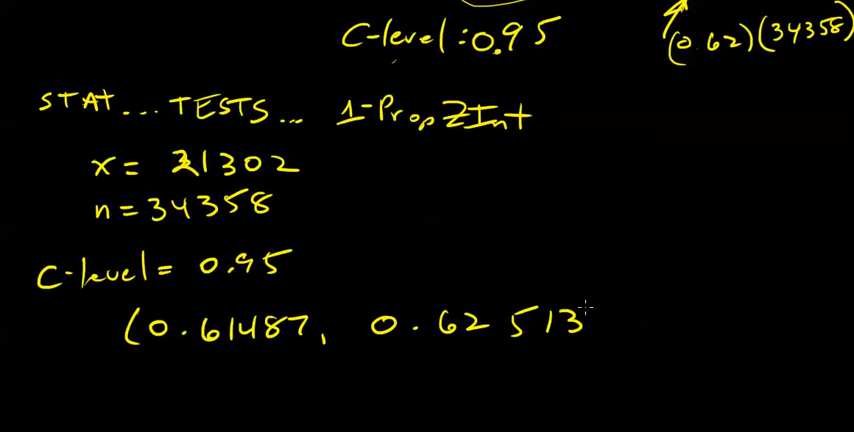 C-level: 0.95
(0.62)(34358)
STAT... TESTS... 1-PropZInt
x = 21302
n = 34358
C-level = 0.95
(0.61487, 0.62513